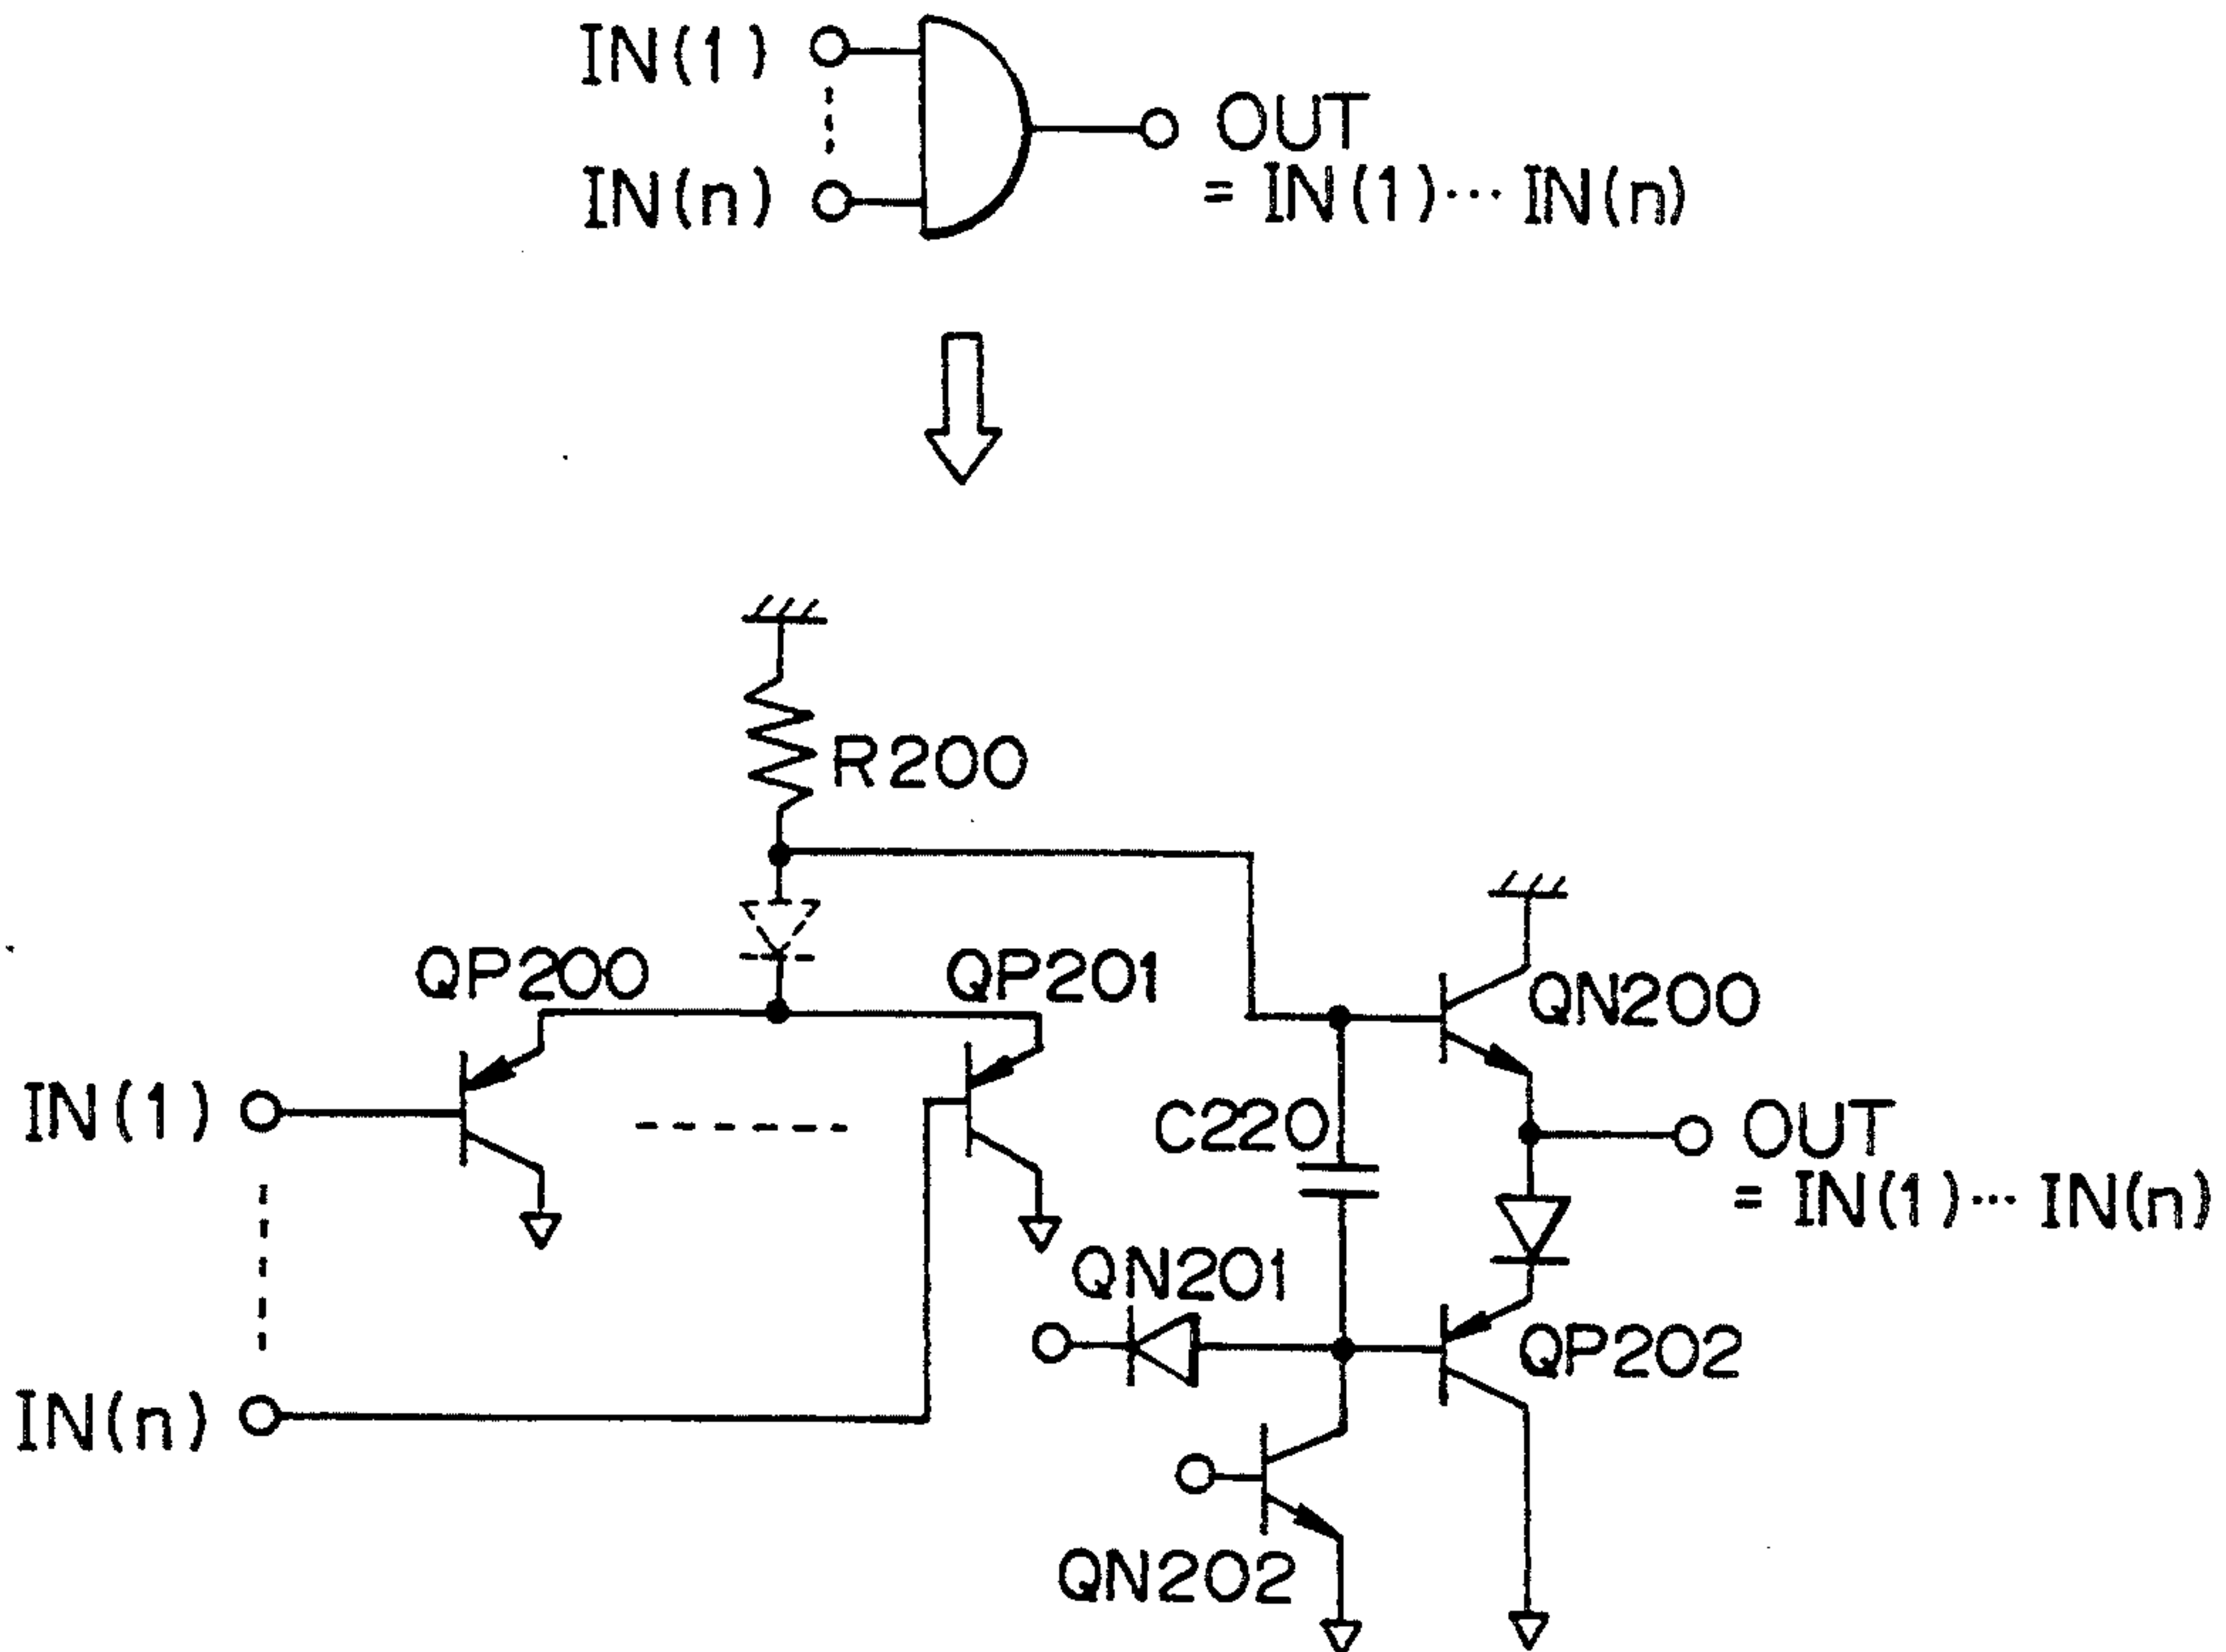 IN(1)
OUT
IN(n)
= IN(1)··· IN(n)
R200
QP200
QP201
QN200
IN(1)
C220
OUT
= IN(1)··· IN(n)
QN201
QP202
IN(n)
QN202